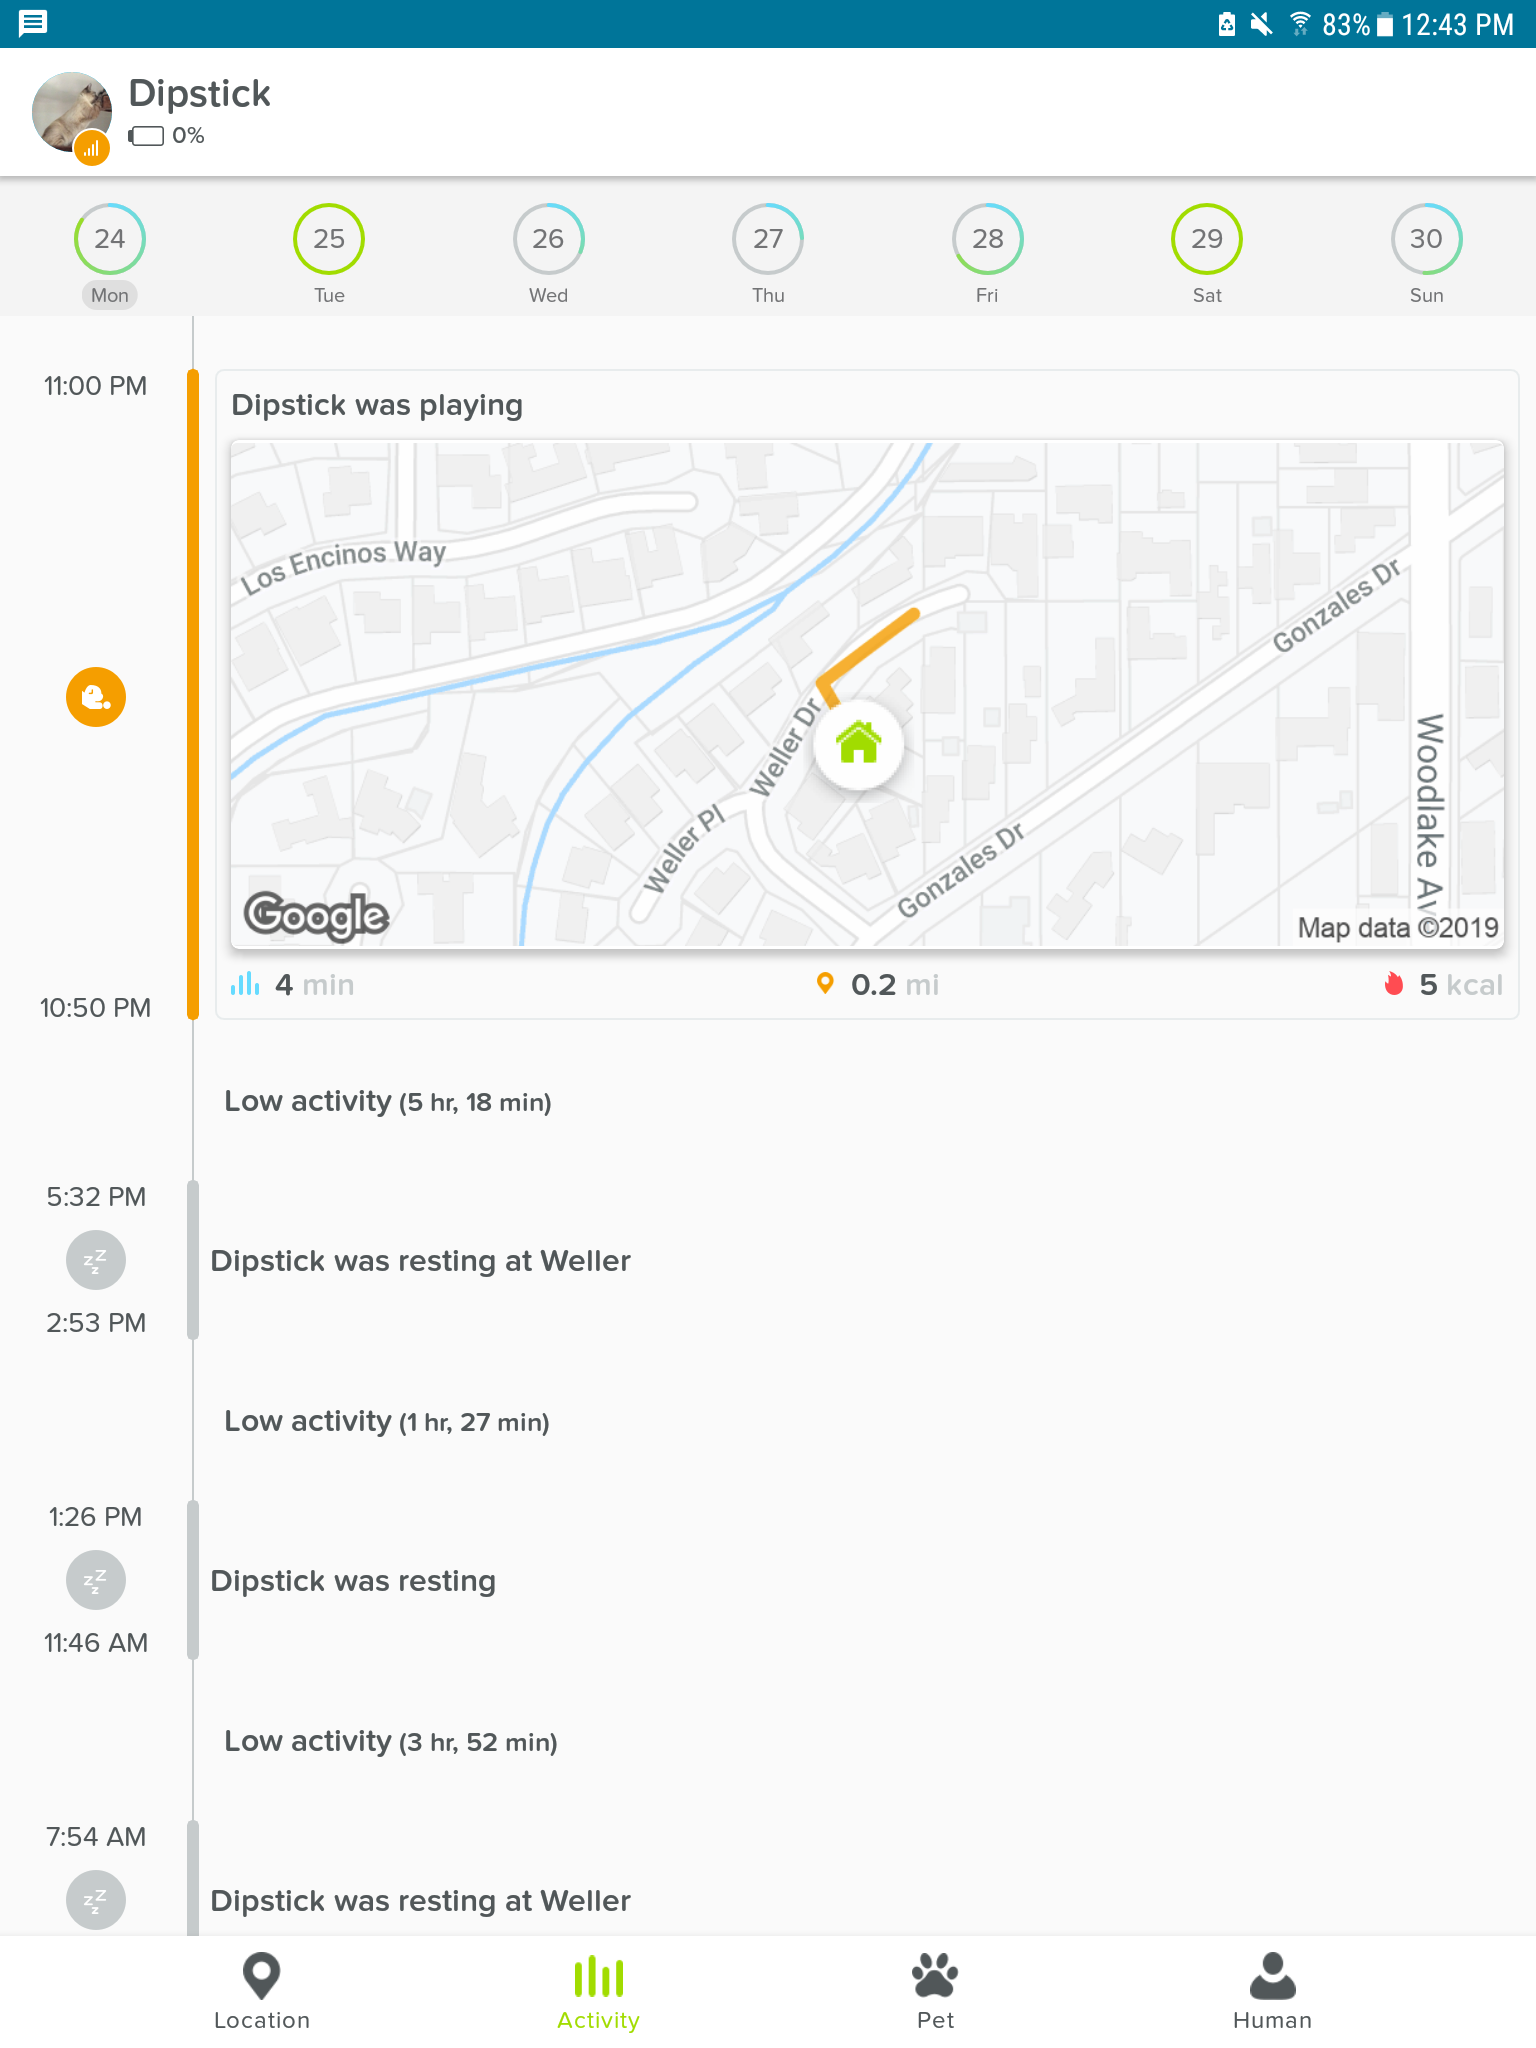 83% 12:43 PM
Dipstick
0%
24 25 26 27 28 29 30
Mon Tue Wed Thu Fri Sat Sun
11:00 PM
Dipstick was playing
Los Encinos Way
Gonzales Dr
Weller Dr
Woodlake Av
Weller Pl
Gonzales Dr
Google
Map data ©2019
4 min 0.2 mi 5 kcal
10:50 PM
Low activity (5 hr, 18 min)
5:32 PM
zZz
Dipstick was resting at Weller
2:53 PM
Low activity (1 hr, 27 min)
1:26 PM
zZz
Dipstick was resting
11:46 AM
Low activity (3 hr, 52 min)
7:54 AM
zZz
Dipstick was resting at Weller
Location Activity Pet Human